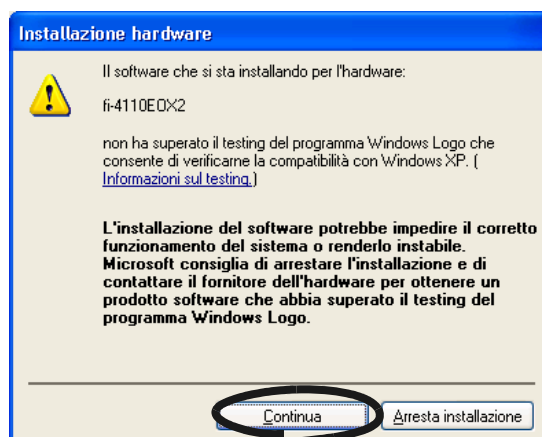 Installazione hardware
Il software che si sta installando per l'hardware:
fi-4110EOX2
non ha superato il testing del programma Windows Logo che
consente di verificarne la compatibilità con Windows XP. (
Informazioni sul testing.)
L'installazione del software potrebbe impedire il corretto
funzionamento del sistema o renderlo instabile.
Microsoft consiglia di arrestare l'installazione e di
contattare il fornitore dell'hardware per ottenere un
prodotto software che abbia superato il testing del
programma Windows Logo.
Continua
Arresta installazione